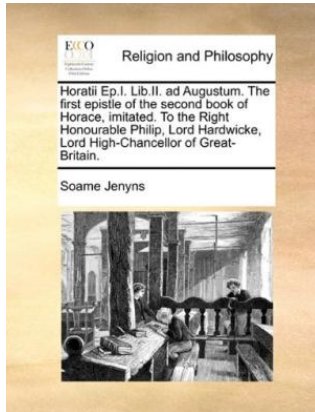 ECCO
Religion and Philosophy
Horatii Ep.I. Lib.II. ad Augustum. The
first epistle of the second book of
Horace, imitated. To the Right
Honourable Philip, Lord Hardwicke,
Lord High-Chancellor of Great-
Britain.
Soame Jenyns